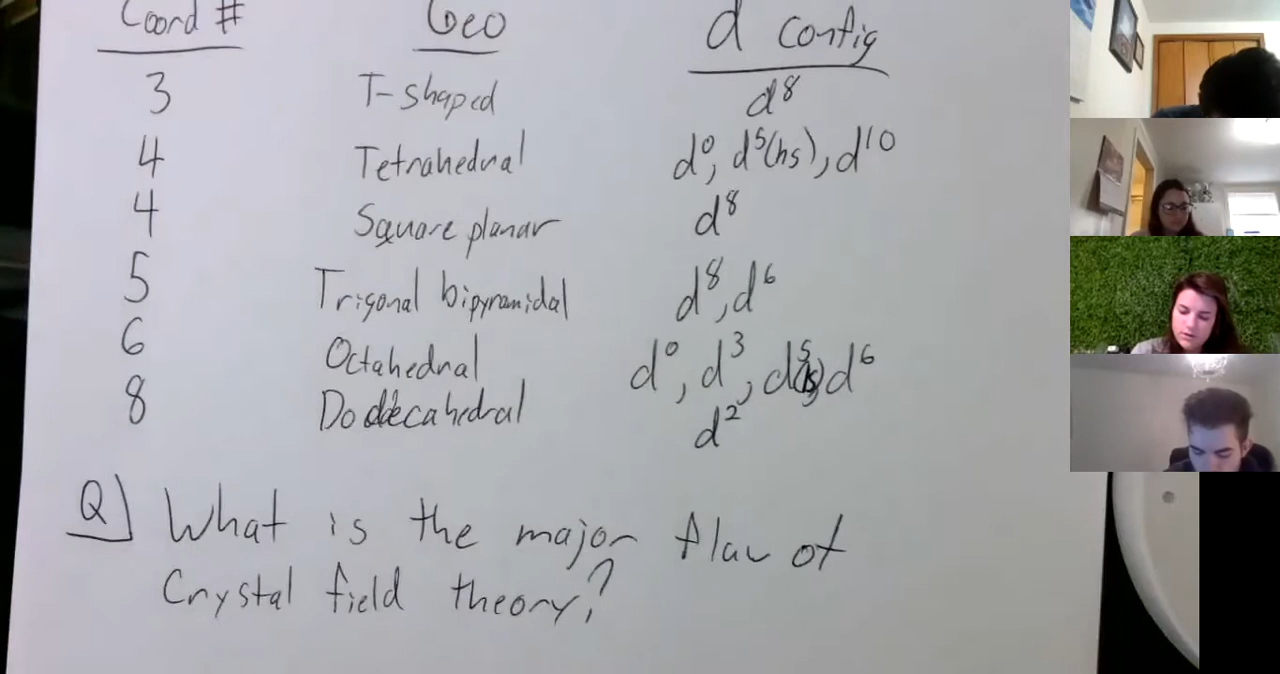 Coord # Geo d config
3 T-shaped d⁸
4 Tetrahedral d⁰, d⁵(hs), d¹⁰
4 Square planar d⁸
5 Trigonal bipyramidal d⁸, d⁶
6 Octahedral d⁰, d³, d⁵ d⁶
8 Dodecahedral d²
Q] What is the major flaw of
Crystal field theory?